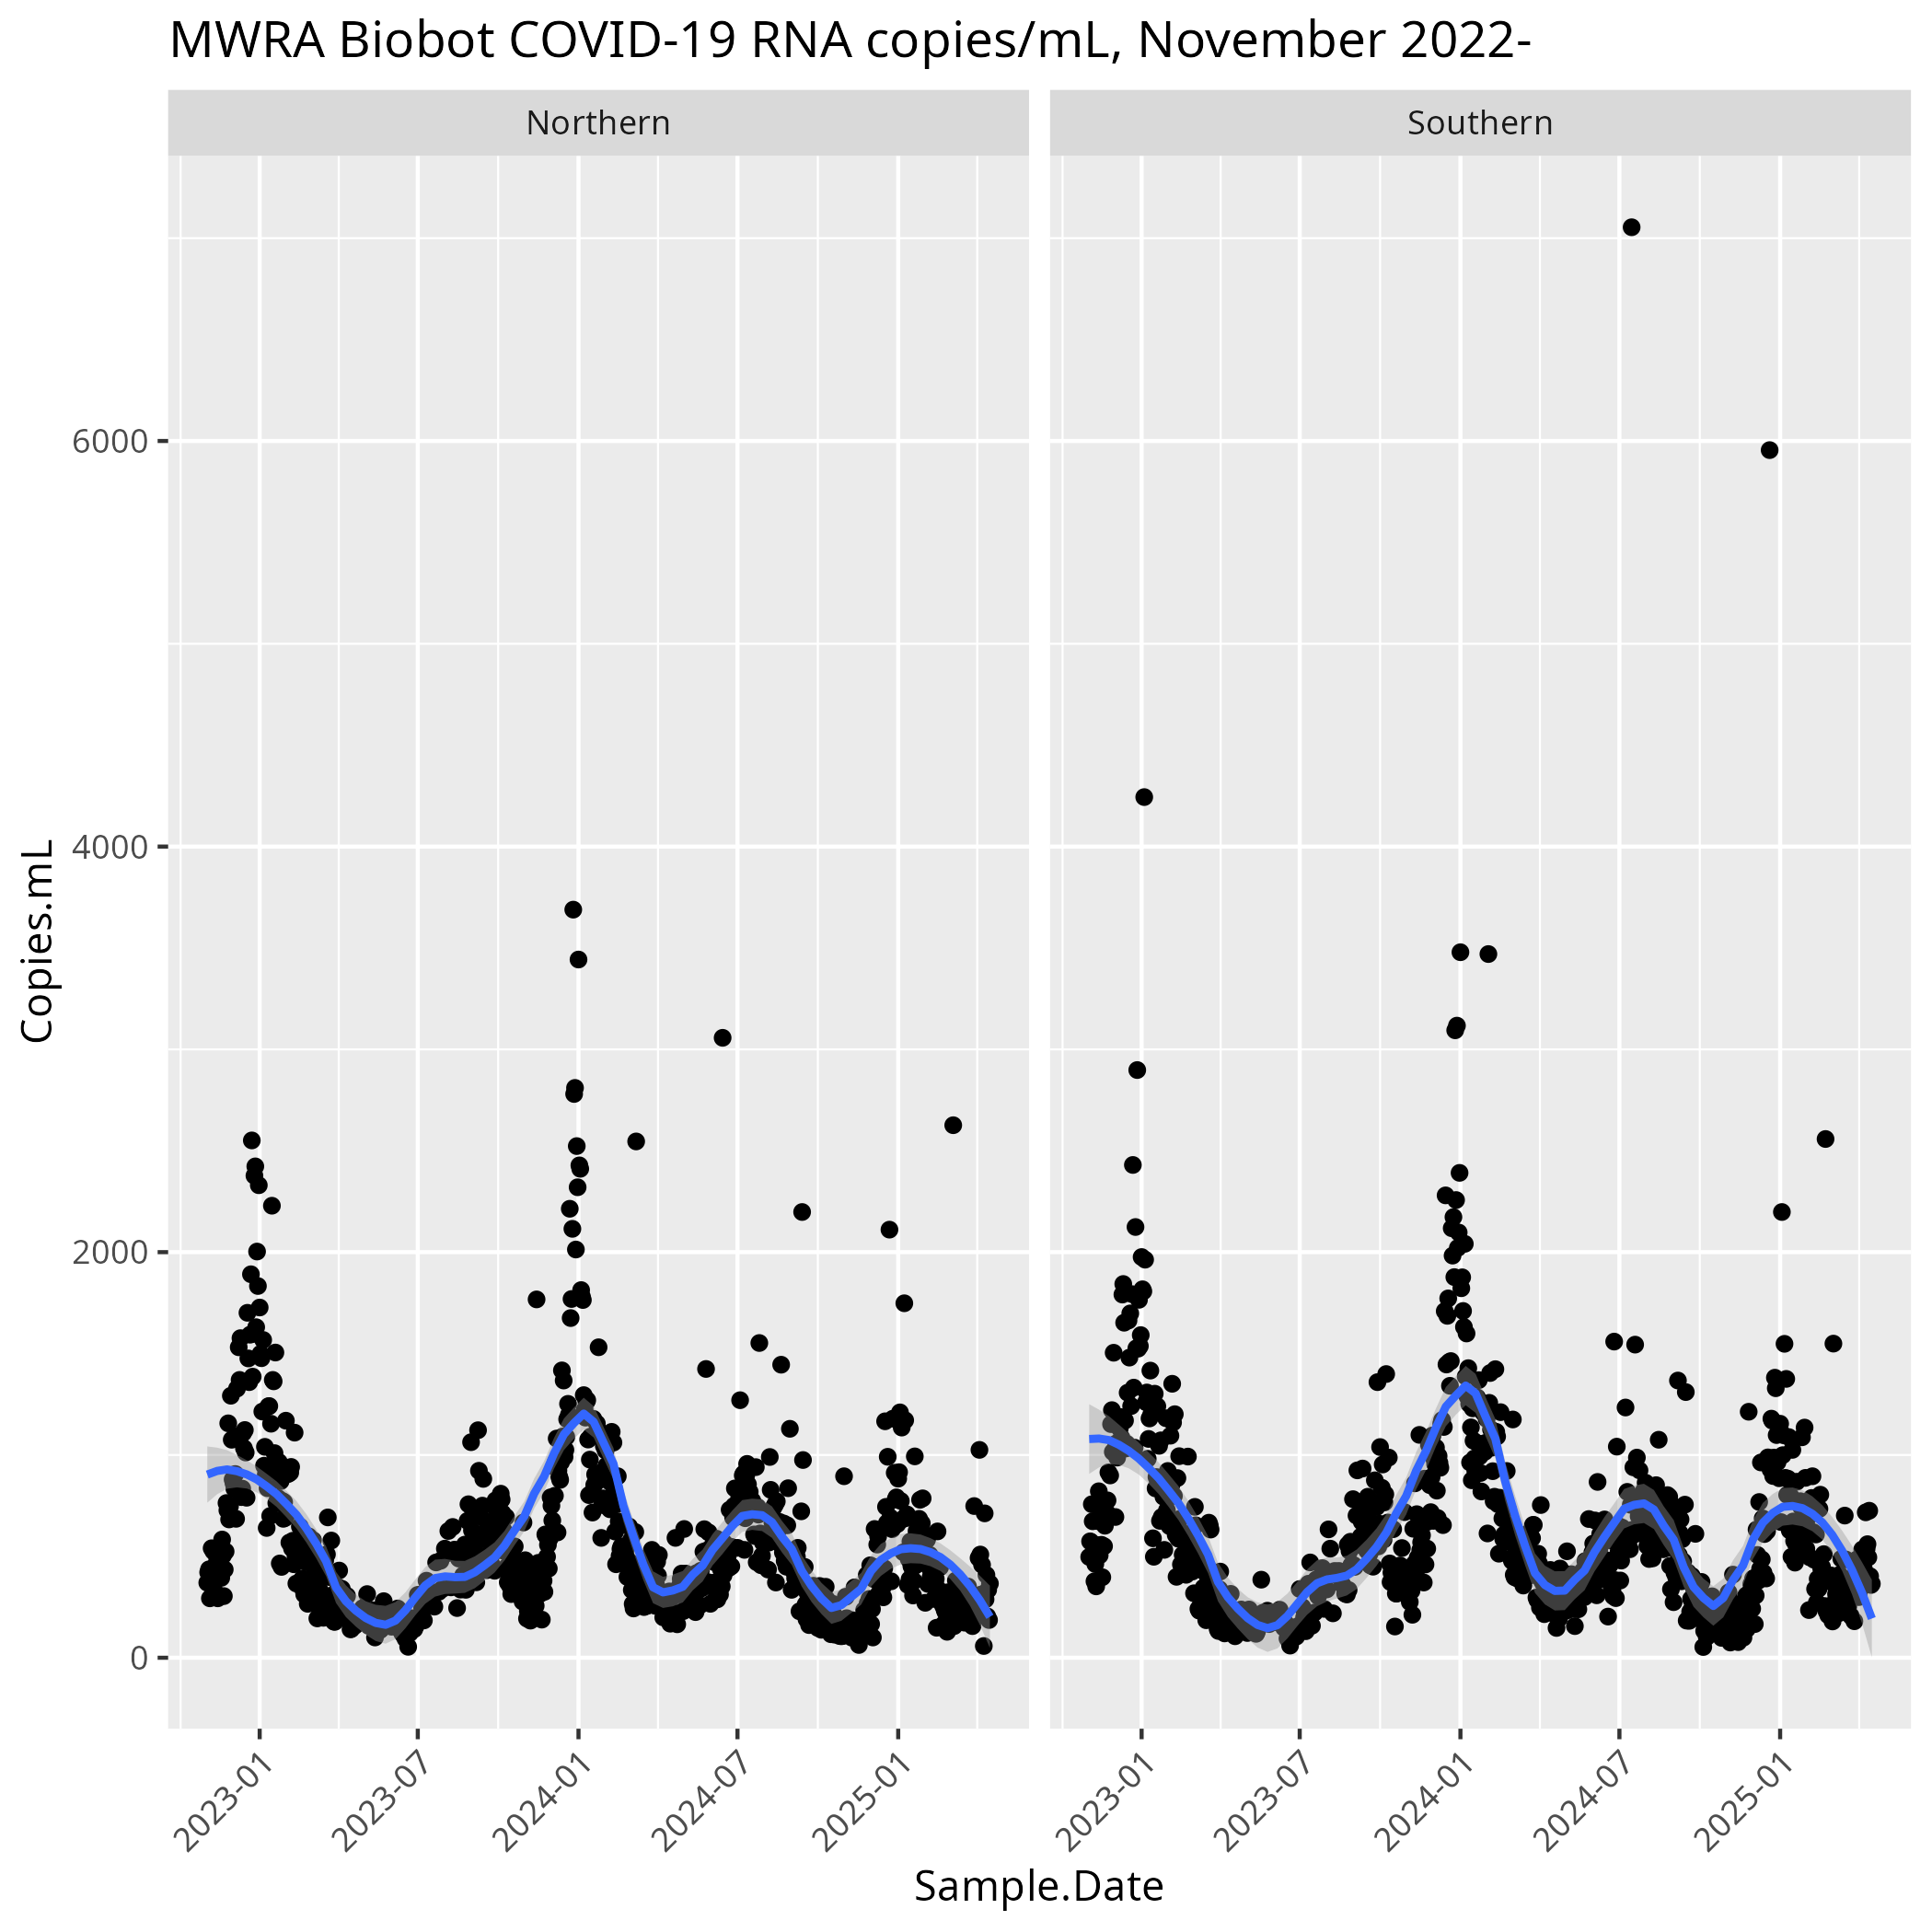 MWRA Biobot COVID-19 RNA copies/mL, November 2022-
Northern
Southern
Copies.mL
6000
4000
2000
0
2023-01
2023-07
2024-01
2024-07
2025-01
2023-01
2023-07
2024-01
2024-07
2025-01
Sample.Date